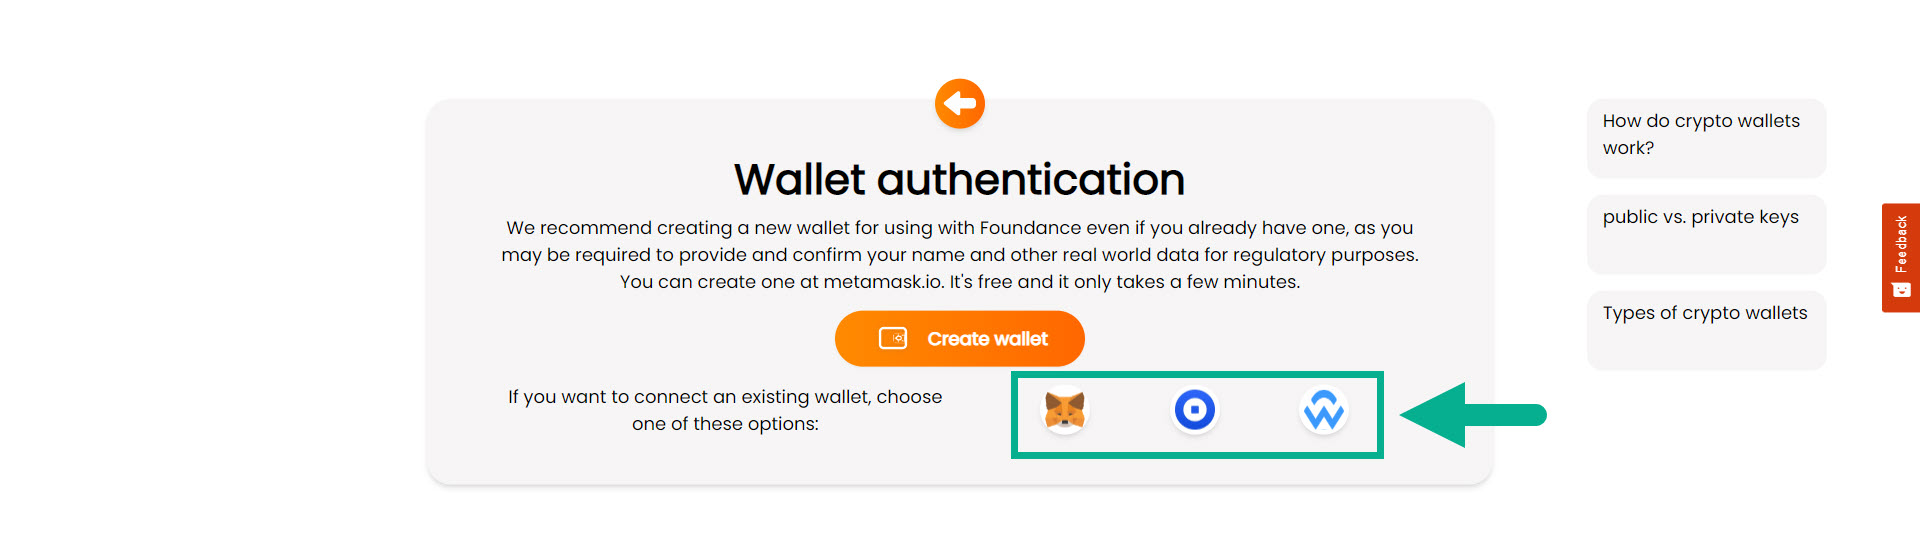 Wallet authentication
We recommend creating a new wallet for using with Foundance even if you already have one, as you
may be required to provide and confirm your name and other real world data for regulatory purposes.
You can create one at metamask.io. It's free and it only takes a few minutes.
Create wallet
If you want to connect an existing wallet, choose
one of these options:
How do crypto wallets
work?
public vs. private keys
Types of crypto wallets
Feedback